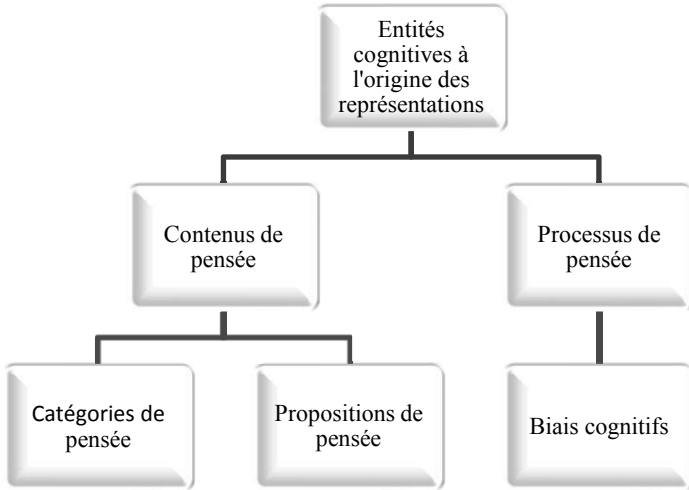 Entités
cognitives à
l'origine des
représentations
Contenus de
pensée
Processus de
pensée
Catégories de
pensée
Propositions de
pensée
Biais cognitifs